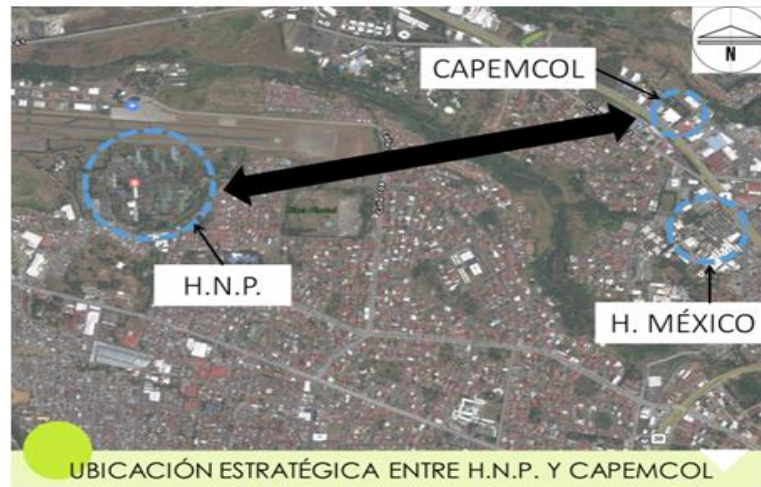 N
CAPEMCOL
H.N.P.
H. MÉXICO
UBICACIÓN ESTRATÉGICA ENTRE H.N.P. Y CAPEMCOL